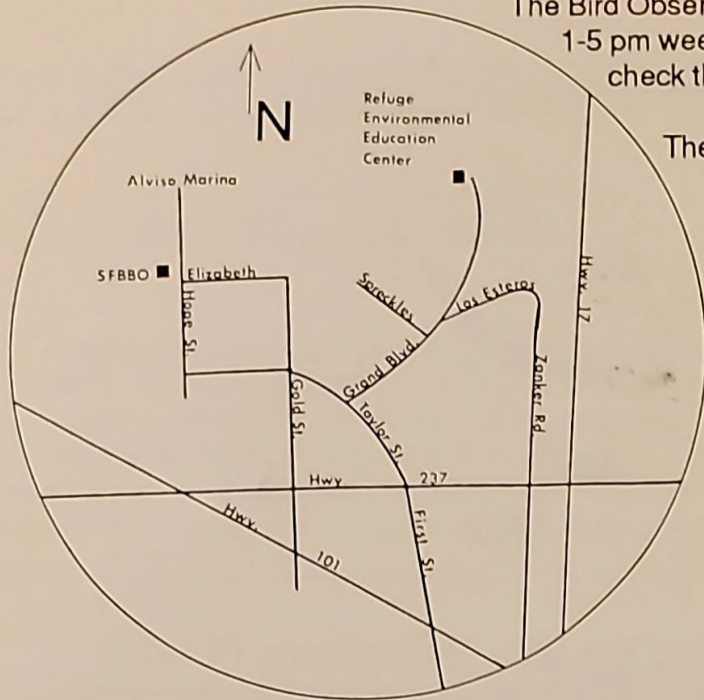 The Bird Obser
1-5 pm wee
check th
The
N
Refuge
Environmental
Education
Center
Alviso Marina
SFBBO
Elizabeth
Hope St.
Spreckles
Los Esteros
Hwy. 17
Grand Blvd.
Zanker Rd.
Gold St.
Taylor St.
Hwy 237
Hwy. 101
First St.